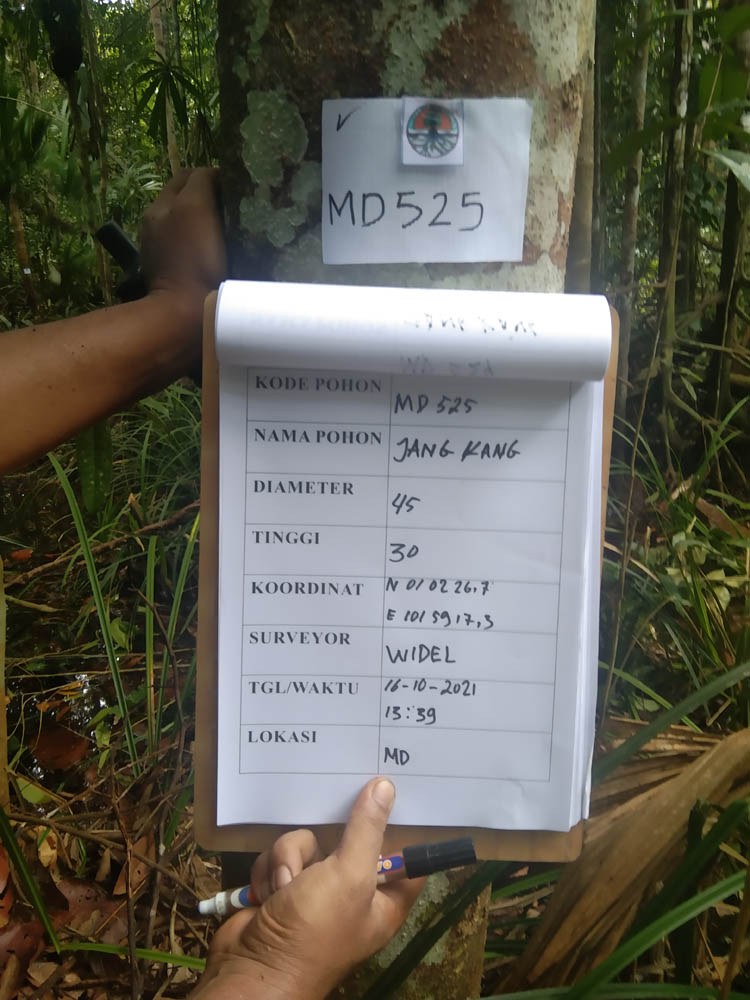 MD525
KODE POHON MD 525
NAMA POHON JANG KANG
DIAMETER 45
TINGGI 30
KOORDINAT N 01 02 26,7
E 101 59 17,3
SURVEYOR WIDEL
TGL/WAKTU 16-10-2021
13:39
LOKASI MD